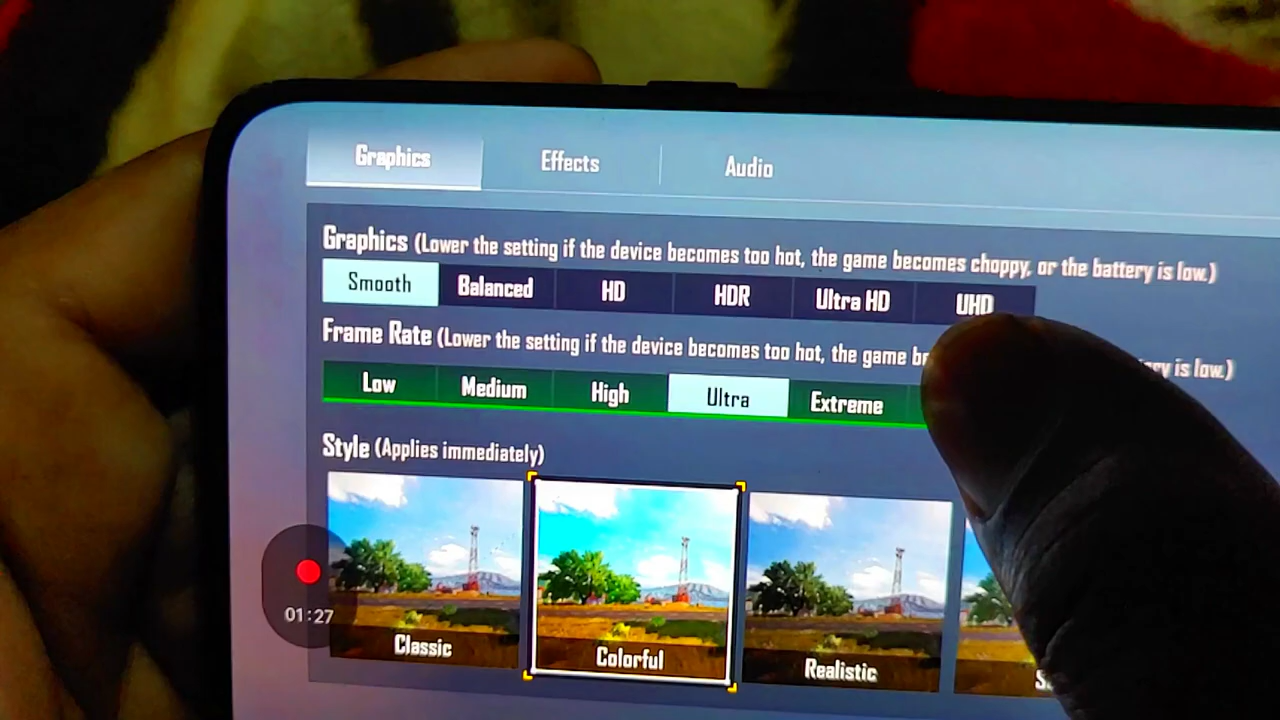 Graphics Effects Audio
Graphics (Lower the setting if the device becomes too hot, the game becomes choppy, or the battery is low.)
Smooth Balanced HD HDR Ultra HD UHD
Frame Rate (Lower the setting if the device becomes too hot, the game is low.)
Low Medium High Ultra Extreme
Style (Applies immediately)
01:27
Classic Colorful Realistic